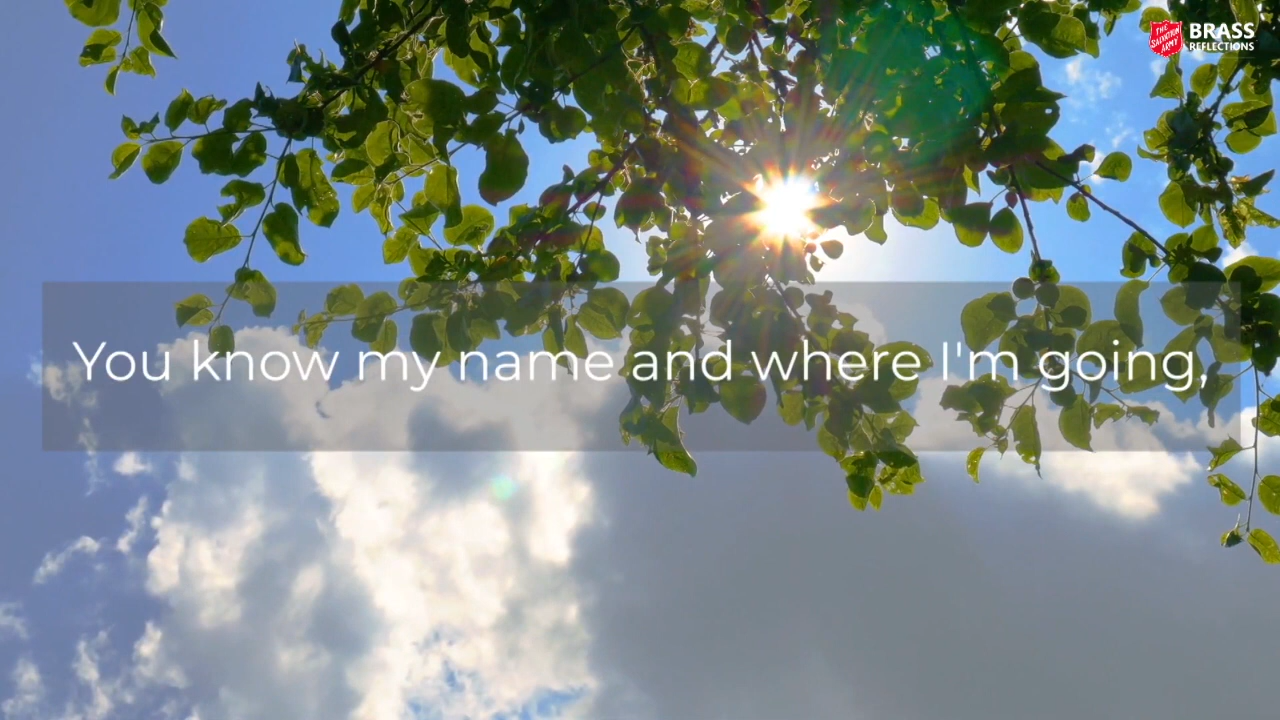 THE
SALVATION
ARMY
BRASS
REFLECTIONS
You know my name and where I'm going,